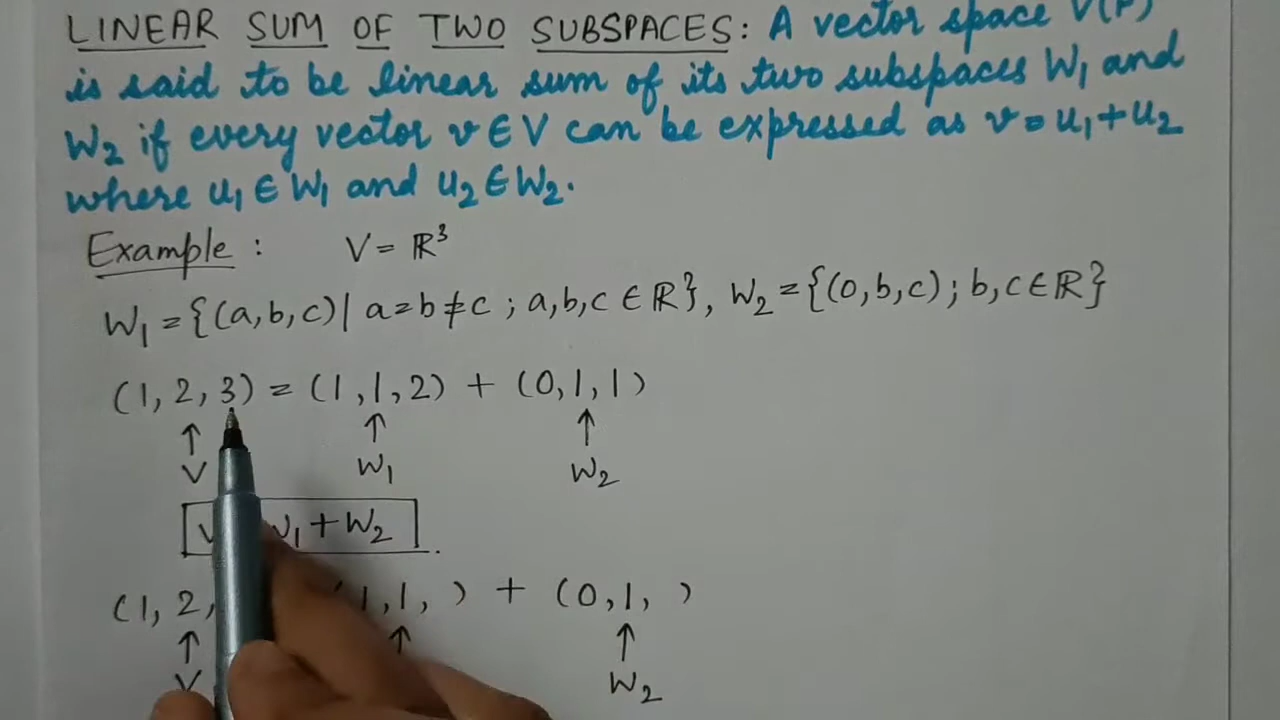 LINEAR SUM OF TWO SUBSPACES: A vector space V(F)
is said to be linear sum of its two subspaces W₁ and
W₂ if every vector v ∈ V can be expressed as v = u₁ + u₂
where u₁ ∈ W₁ and u₂ ∈ W₂.
Example : V = ℝ³
W₁ = {(a,b,c) | a=b≠c ; a,b,c ∈ ℝ}, W₂ = {(0,b,c); b,c ∈ ℝ}
(1, 2, 3) = (1,1,2) + (0,1,1)
↑ ↑ ↑
V W₁ W₂
W₁ + W₂
(1, 2, (1,1, ) + (0,1, )
↑ ↑ ↑
V W₂